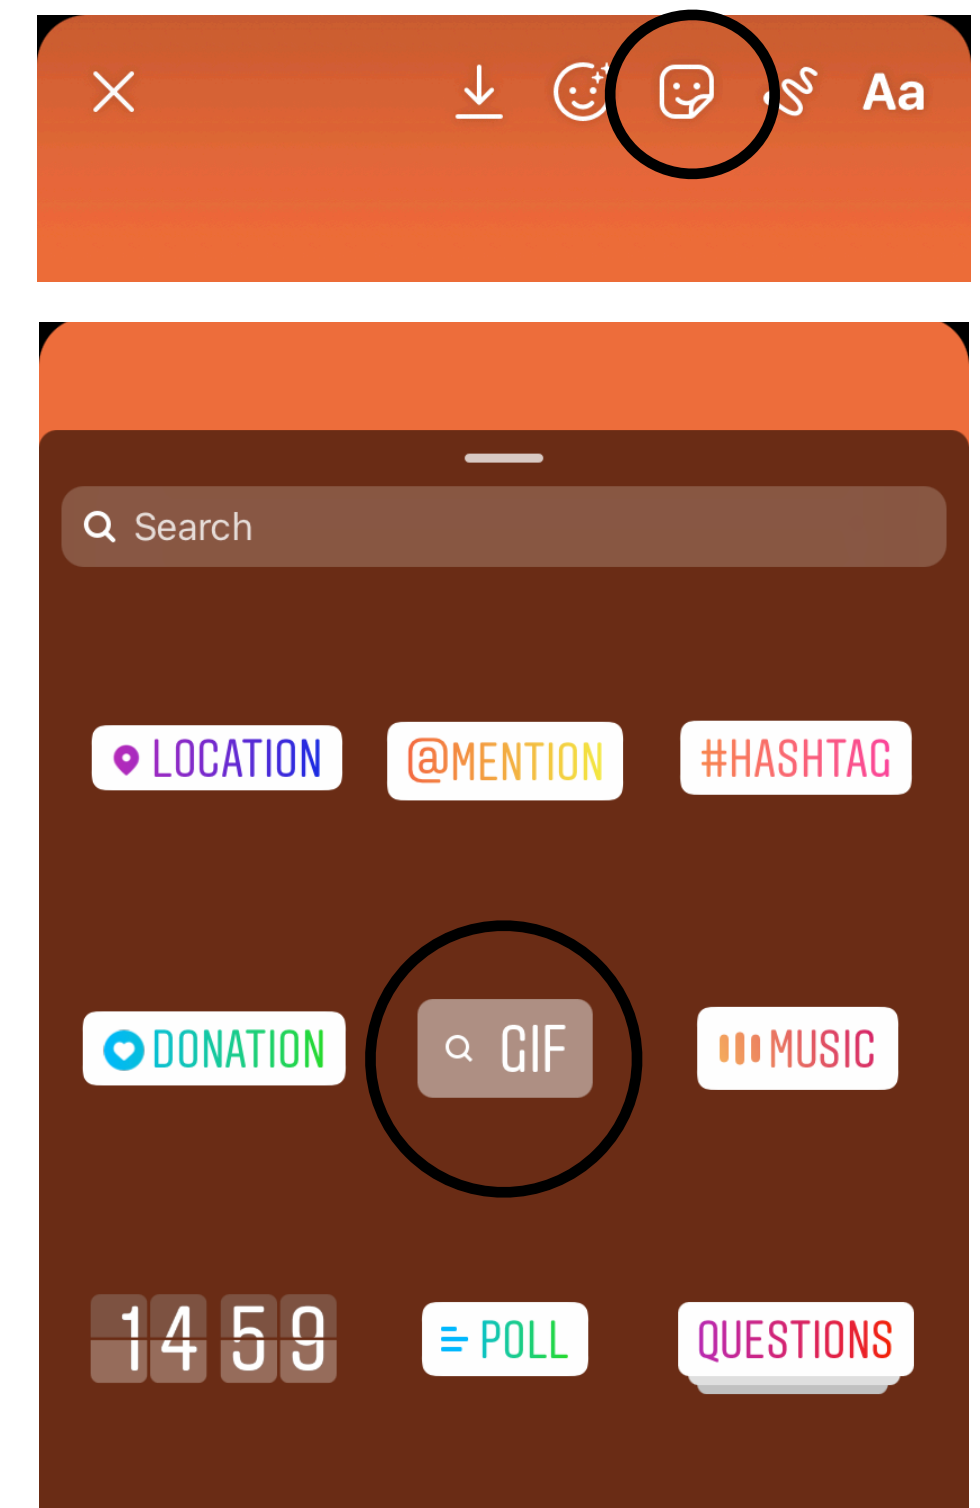 Aa
Search
LOCATION @MENTION #HASHTAG
DONATION GIF MUSIC
14 59 POLL QUESTIONS